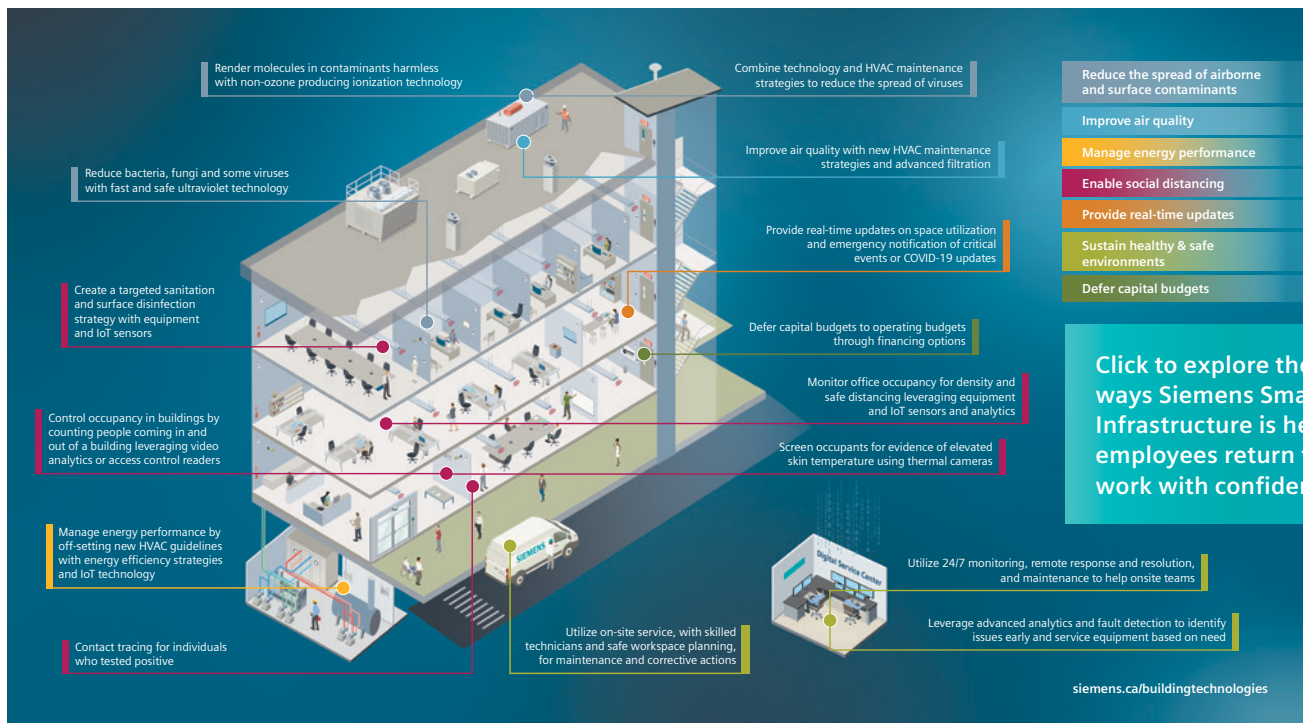 Render molecules in contaminants harmless
with non-ozone producing ionization technology
Combine technology and HVAC maintenance
strategies to reduce the spread of viruses
Reduce bacteria, fungi and some viruses
with fast and safe ultraviolet technology
Improve air quality with new HVAC maintenance
strategies and advanced filtration
Provide real-time updates on space utilization
and emergency notification of critical
events or COVID-19 updates
Create a targeted sanitation
and surface disinfection
strategy with equipment
and IoT sensors
Defer capital budgets to operating budgets
through financing options
Monitor office occupancy for density and
safe distancing leveraging equipment
and IoT sensors and analytics
Control occupancy in buildings by
counting people coming in and
out of a building leveraging video
analytics or access control readers
Screen occupants for evidence of elevated
skin temperature using thermal cameras
Manage energy performance by
off-setting new HVAC guidelines
with energy efficiency strategies
and IoT technology
SIEMENS
Digital Service Center
Utilize 24/7 monitoring, remote response and resolution,
and maintenance to help onsite teams
Leverage advanced analytics and fault detection to identify
issues early and service equipment based on need
Contact tracing for individuals
who tested positive
Utilize on-site service, with skilled
technicians and safe workspace planning,
for maintenance and corrective actions
Reduce the spread of airborne
and surface contaminants
Improve air quality
Manage energy performance
Enable social distancing
Provide real-time updates
Sustain healthy & safe
environments
Defer capital budgets
Click to explore the
ways Siemens Sma
Infrastructure is he
employees return
work with confiden
siemens.ca/buildingtechnologies